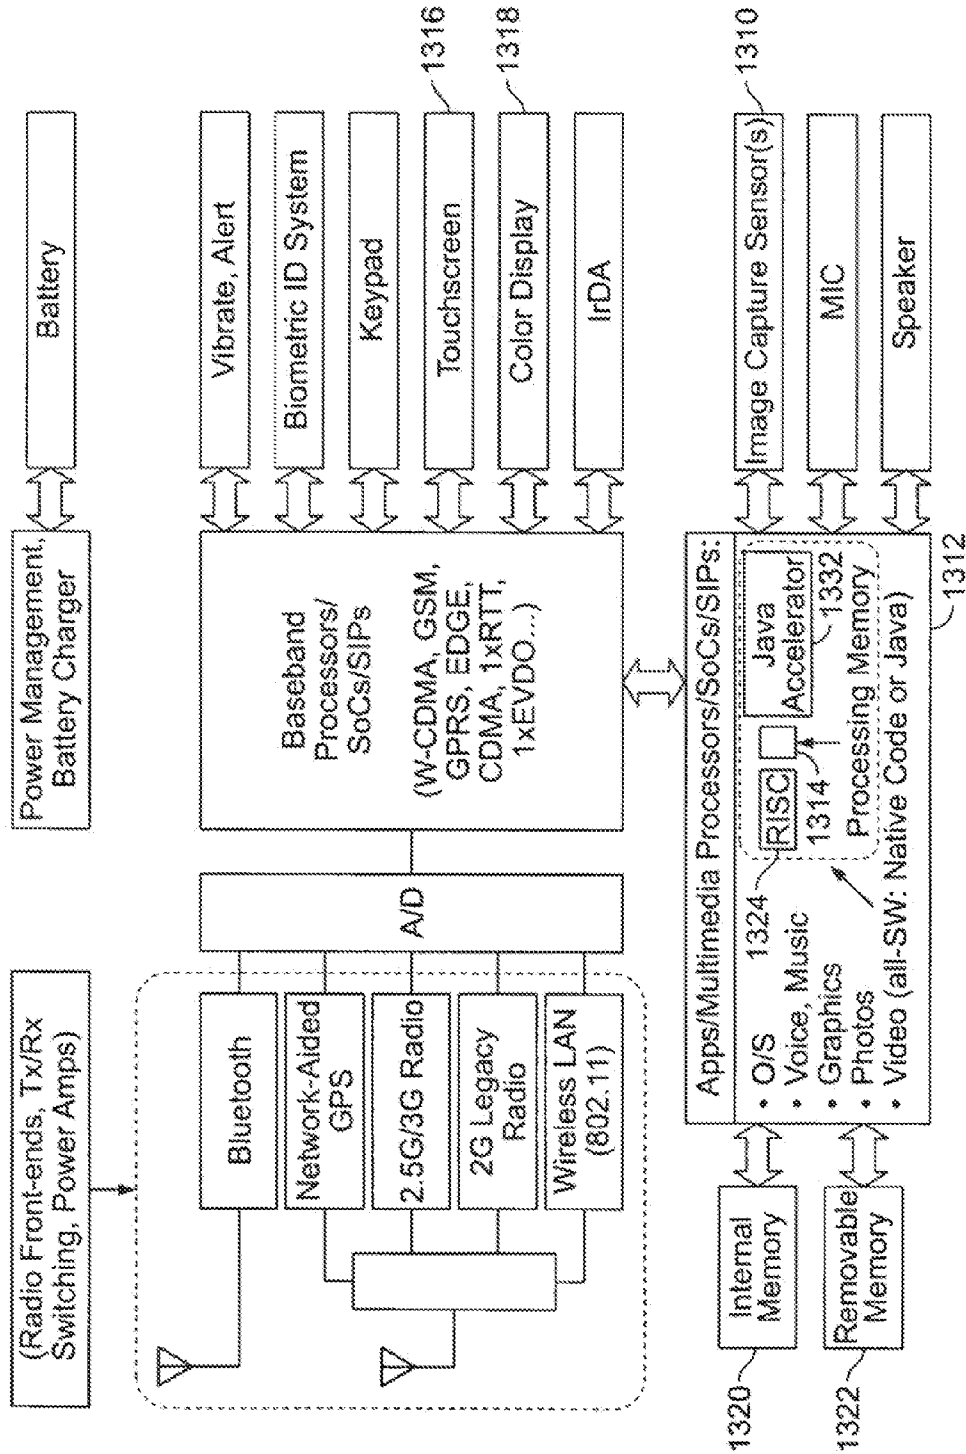 (Radio Front-ends, Tx/Rx
Switching, Power Amps)
Power Management,
Battery Charger
Battery
Bluetooth
Network-Aided
GPS
2.5G/3G Radio
2G Legacy
Radio
Wireless LAN
(802.11)
A/D
Baseband
Processors/
SoCs/SIPs
(W-CDMA, GSM,
GPRS, EDGE,
CDMA, 1xRTT,
1xEVDO...)
Vibrate, Alert
Biometric ID System
Keypad
Touchscreen
1316
Color Display
1318
IrDA
Internal
Memory
1320
Removable
Memory
1322
Apps/Multimedia Processors/SoCs/SIPs:
• O/S
• Voice, Music
• Graphics
• Photos
• Video (all-SW: Native Code or Java)
1324
RISC
1314
Java
Accelerator
1332
Processing Memory
1312
Image Capture Sensor(s)
1310
MIC
Speaker